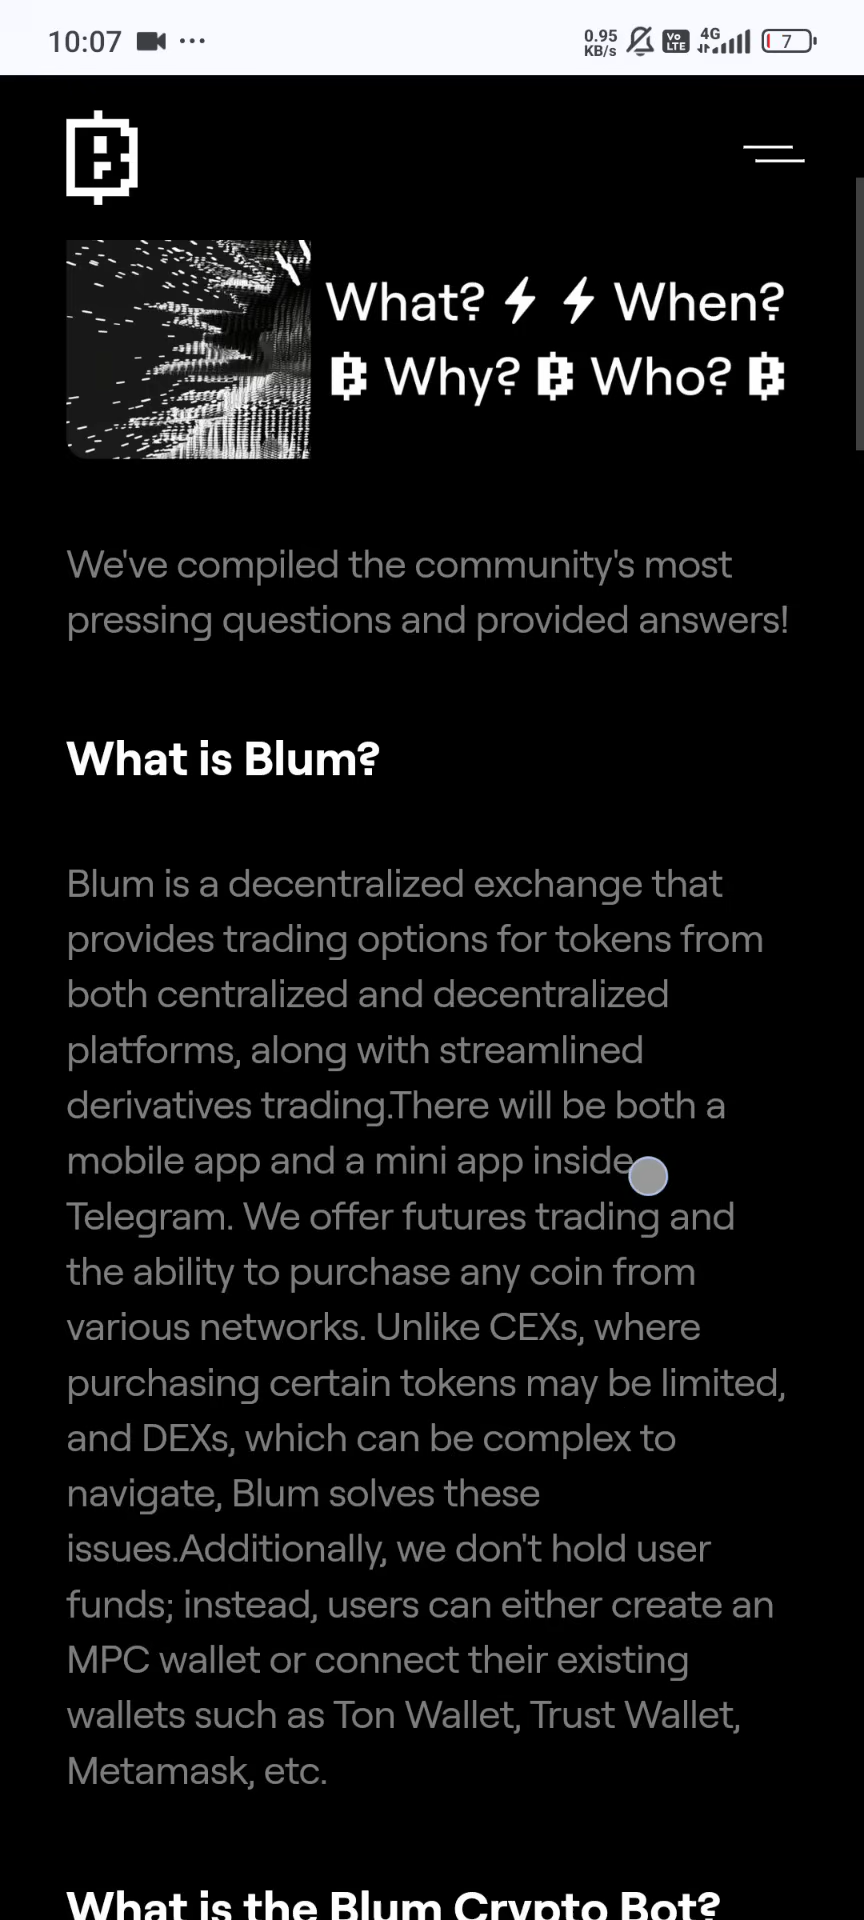 10:07 ... 0.95 KB/s Vo LTE 4G 7
What? When?
Why? Who?
We've compiled the community's most
pressing questions and provided answers!
What is Blum?
Blum is a decentralized exchange that
provides trading options for tokens from
both centralized and decentralized
platforms, along with streamlined
derivatives trading.There will be both a
mobile app and a mini app inside
Telegram. We offer futures trading and
the ability to purchase any coin from
various networks. Unlike CEXs, where
purchasing certain tokens may be limited,
and DEXs, which can be complex to
navigate, Blum solves these
issues.Additionally, we don't hold user
funds; instead, users can either create an
MPC wallet or connect their existing
wallets such as Ton Wallet, Trust Wallet,
Metamask, etc.
What is the Blum Crypto Bot?